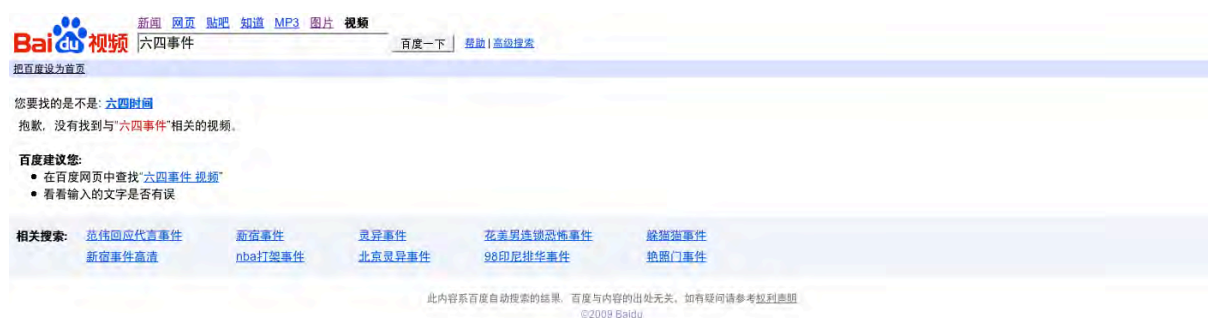 新闻 网页 贴吧 知道 MP3 图片 视频
Bai du 视频 六四事件 百度一下 帮助 | 高级搜索
把百度设为首页
您要找的是不是: 六四时间
抱歉，没有找到与"六四事件"相关的视频。
百度建议您:
● 在百度网页中查找"六四事件 视频"
● 看看输入的文字是否有误
相关搜索: 范伟回应代言事件 新宿事件 灵异事件 花美男连锁恐怖事件 躲猫猫事件
新宿事件高清 nba打架事件 北京灵异事件 98印尼排华事件 艳照门事件
此内容系百度自动搜索的结果，百度与内容的出处无关，如有疑问请参考权利声明
©2009 Baidu